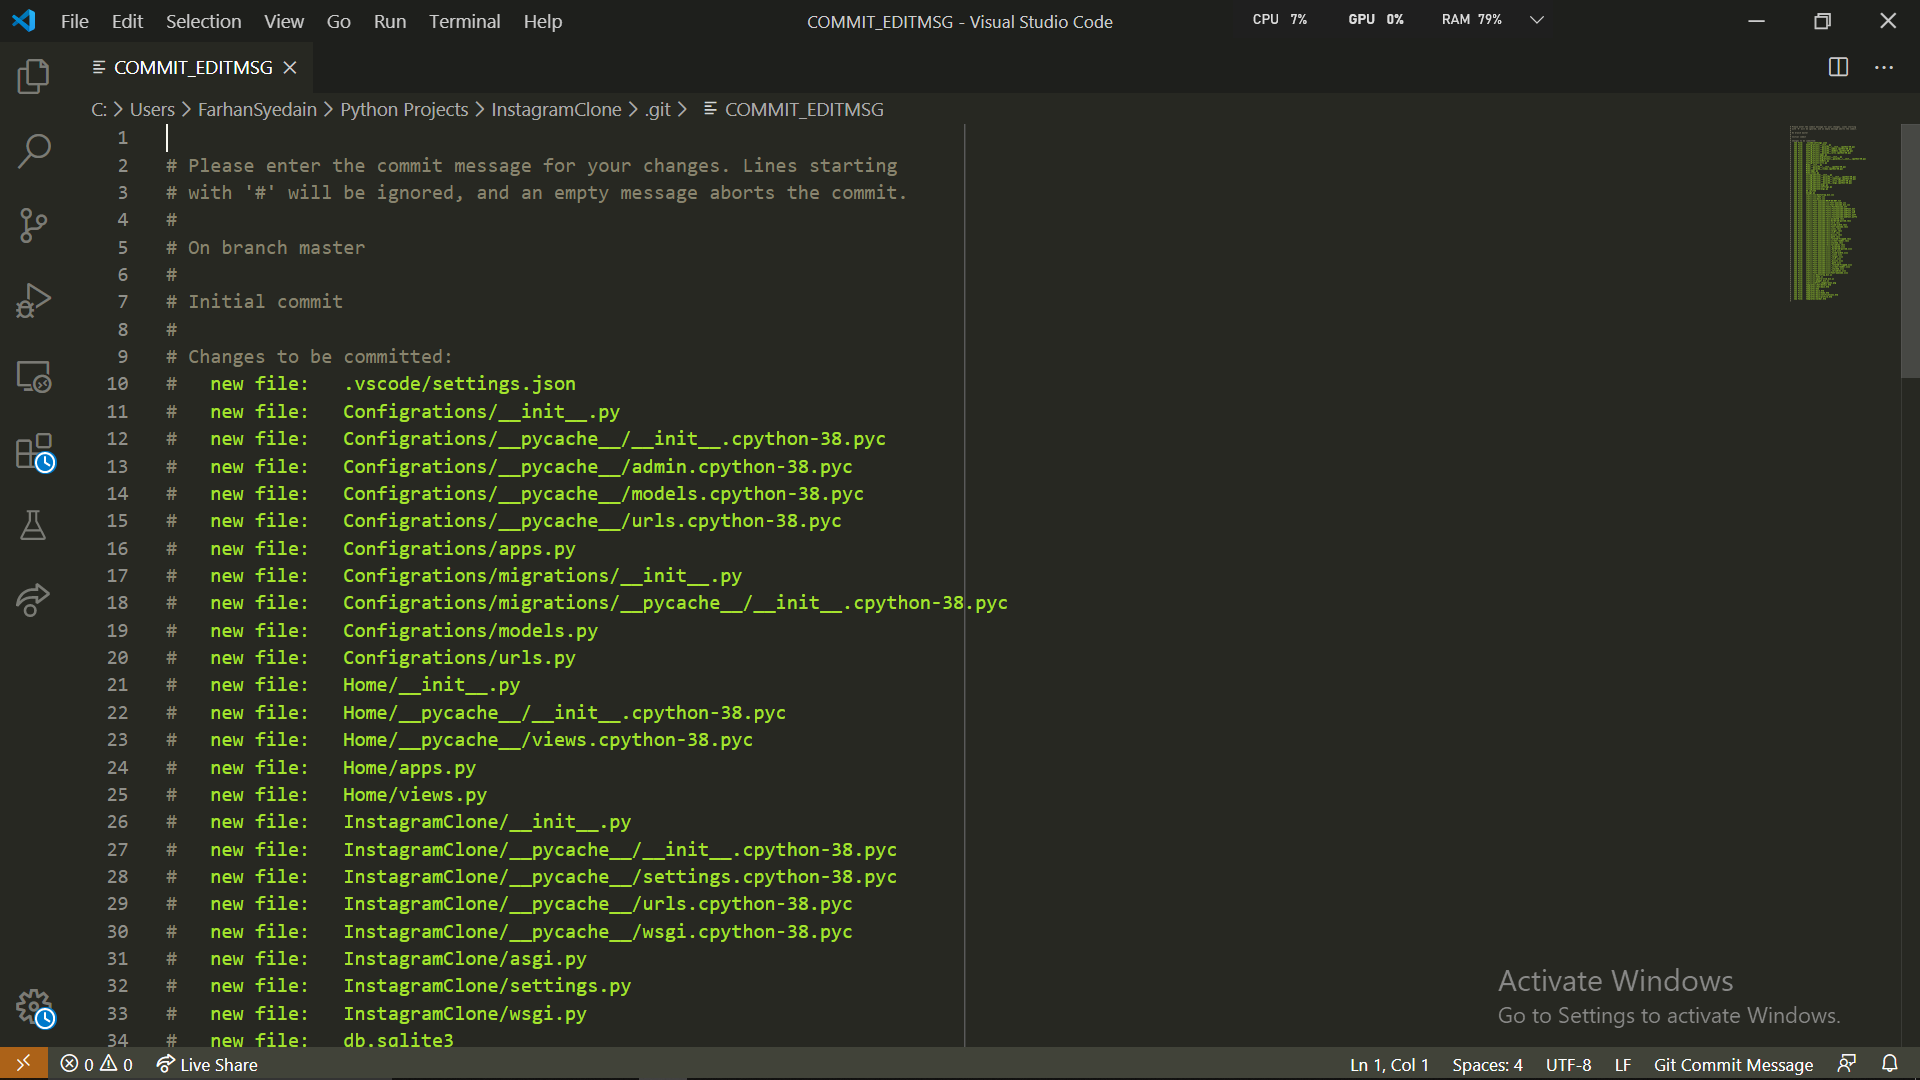 File Edit Selection View Go Run Terminal Help COMMIT_EDITMSG - Visual Studio Code CPU 7% GPU 0% RAM 79%
COMMIT_EDITMSG
C: > Users > FarhanSyedain > Python Projects > InstagramClone > .git > COMMIT_EDITMSG
1
2 # Please enter the commit message for your changes. Lines starting
3 # with '#' will be ignored, and an empty message aborts the commit.
4 #
5 # On branch master
6 #
7 # Initial commit
8 #
9 # Changes to be committed:
10 # new file: .vscode/settings.json
11 # new file: Configrations/__init__.py
12 # new file: Configrations/__pycache__/__init__.cpython-38.pyc
13 # new file: Configrations/__pycache__/admin.cpython-38.pyc
14 # new file: Configrations/__pycache__/models.cpython-38.pyc
15 # new file: Configrations/__pycache__/urls.cpython-38.pyc
16 # new file: Configrations/apps.py
17 # new file: Configrations/migrations/__init__.py
18 # new file: Configrations/migrations/__pycache__/__init__.cpython-38.pyc
19 # new file: Configrations/models.py
20 # new file: Configrations/urls.py
21 # new file: Home/__init__.py
22 # new file: Home/__pycache__/__init__.cpython-38.pyc
23 # new file: Home/__pycache__/views.cpython-38.pyc
24 # new file: Home/apps.py
25 # new file: Home/views.py
26 # new file: InstagramClone/__init__.py
27 # new file: InstagramClone/__pycache__/__init__.cpython-38.pyc
28 # new file: InstagramClone/__pycache__/settings.cpython-38.pyc
29 # new file: InstagramClone/__pycache__/urls.cpython-38.pyc
30 # new file: InstagramClone/__pycache__/wsgi.cpython-38.pyc
31 # new file: InstagramClone/asgi.py
32 # new file: InstagramClone/settings.py
33 # new file: InstagramClone/wsgi.py
34 # new file: db.sqlite3
Activate Windows
Go to Settings to activate Windows.
0 0 Live Share Ln 1, Col 1 Spaces: 4 UTF-8 LF Git Commit Message